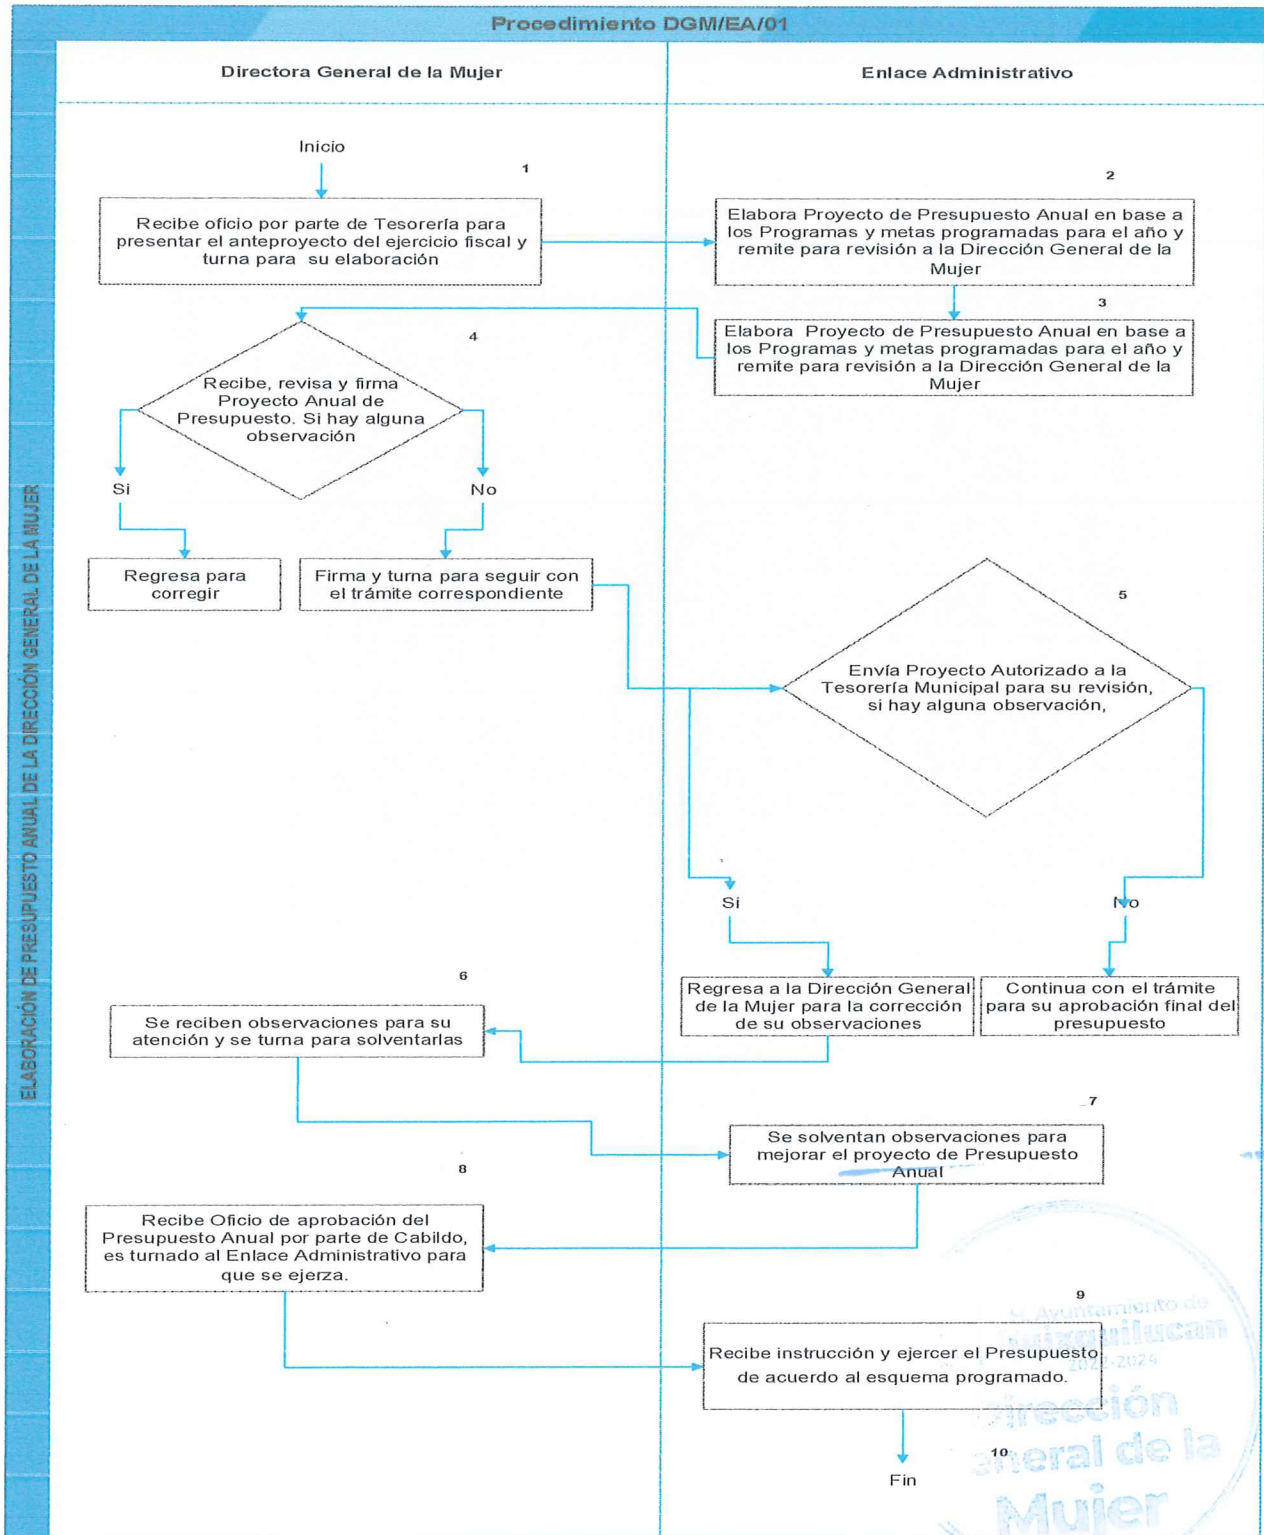 Procedimiento DGM/EA/01
Directora General de la Mujer
Enlace Administrativo
ELABORACIÓN DE PRESUPUESTO ANUAL DE LA DIRECCIÓN GENERAL DE LA MUJER
Inicio
1
Recibe oficio por parte de Tesorería para
presentar el anteproyecto del ejercicio fiscal y
turna para su elaboración
2
Elabora Proyecto de Presupuesto Anual en base a
los Programas y metas programadas para el año y
remite para revisión a la Dirección General de la
Mujer
3
Elabora Proyecto de Presupuesto Anual en base a
los Programas y metas programadas para el año y
remite para revisión a la Dirección General de la
Mujer
4
Recibe, revisa y firma
Proyecto Anual de
Presupuesto. Si hay alguna
observación
Si
No
Regresa para
corregir
Firma y turna para seguir con
el trámite correspondiente
5
Envía Proyecto Autorizado a la
Tesorería Municipal para su revisión,
si hay alguna observación,
Si
No
Regresa a la Dirección General
de la Mujer para la corrección
de su observaciones
Continua con el trámite
para su aprobación final del
presupuesto
6
Se reciben observaciones para su
atención y se turna para solventarlas
7
Se solventan observaciones para
mejorar el proyecto de Presupuesto
Anual
8
Recibe Oficio de aprobación del
Presupuesto Anual por parte de Cabildo,
es turnado al Enlace Administrativo para
que se ejerza.
9
Recibe instrucción y ejercer el Presupuesto
de acuerdo al esquema programado.
10
Fin
H. Ayuntamiento de
Huixquilucan
2022-2024
Dirección
General de la
Mujer